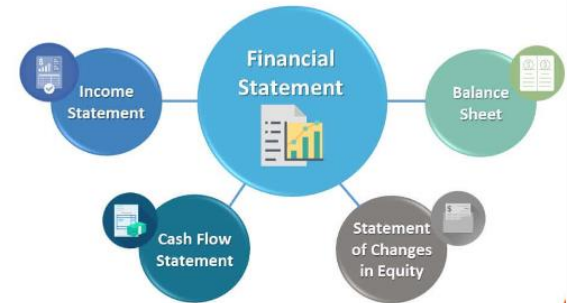 Financial
Statement
Income
Statement
Balance
Sheet
Cash Flow
Statement
Statement
of Changes
in Equity